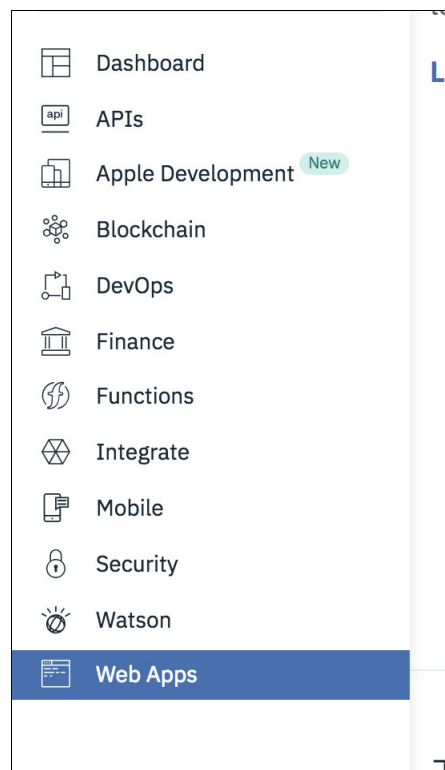 Dashboard
api
APIs
Apple Development New
Blockchain
DevOps
Finance
Functions
Integrate
Mobile
Security
Watson
Web Apps